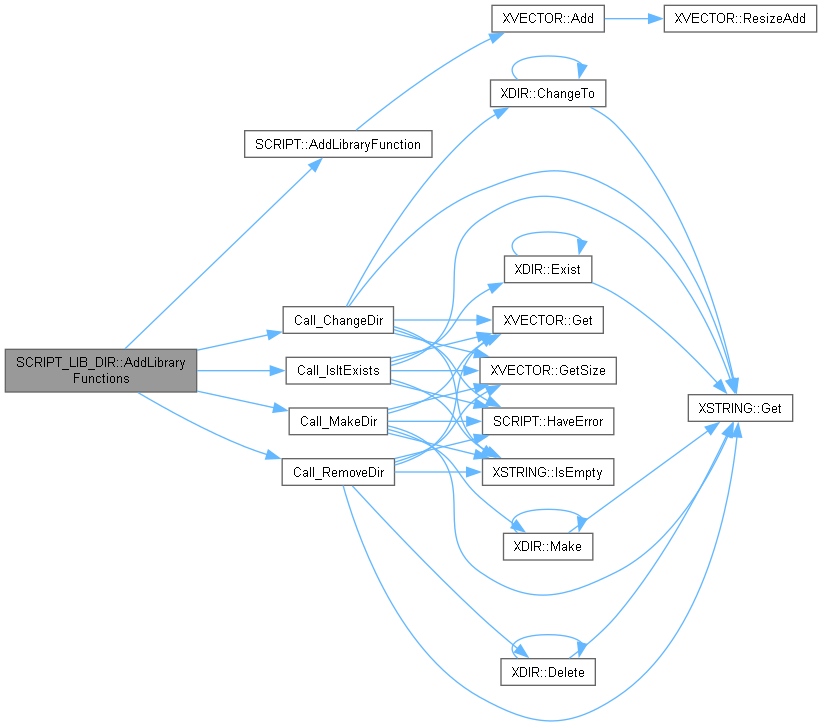 XVECTOR::Add
XVECTOR::ResizeAdd
XDIR::ChangeTo
SCRIPT::AddLibraryFunction
XDIR::Exist
Call_ChangeDir
XVECTOR::Get
SCRIPT_LIB_DIR::AddLibrary
Functions
Call_IsItExists
XVECTOR::GetSize
XSTRING::Get
Call_MakeDir
SCRIPT::HaveError
Call_RemoveDir
XSTRING::IsEmpty
XDIR::Make
XDIR::Delete